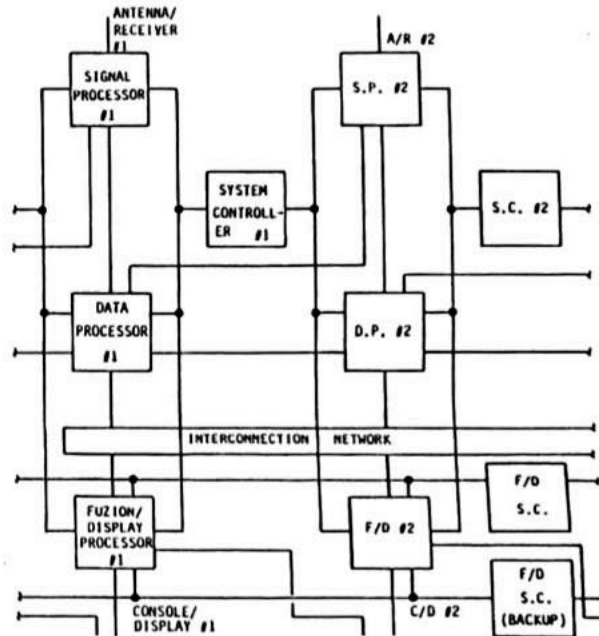 ANTENNA/
RECEIVER
#1
A/R #2
SIGNAL
PROCESSOR
#1
S.P. #2
SYSTEM
CONTROLL-
ER #1
S.C. #2
DATA
PROCESSOR
#1
D.P. #2
INTERCONNECTION NETWORK
FUZION/
DISPLAY
PROCESSOR
#1
F/D #2
F/D
S.C.
CONSOLE/
DISPLAY #1
C/D #2
F/D
S.C.
(BACKUP)